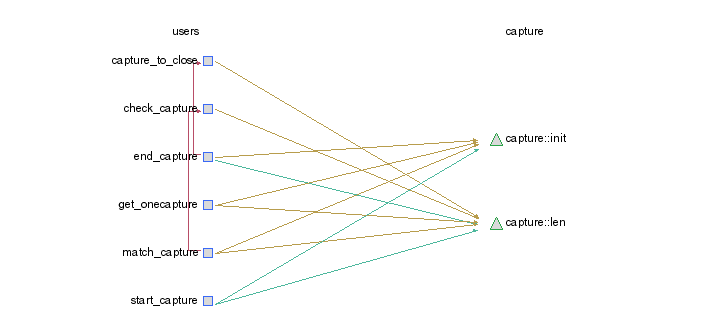 users
capture
capture_to_close
check_capture
end_capture
capture::init
get_onecapture
capture::len
match_capture
start_capture